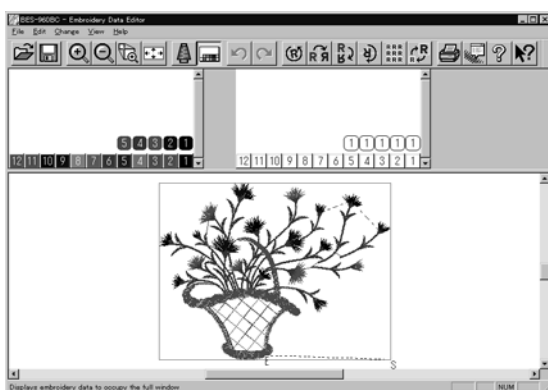 BES-960BC - Embroidery Data Editor
File Edit Change View Help
5 4 3 2 1
1 1 1 1 1
12 11 10 9 8 7 6 5 4 3 2 1
12 11 10 9 8 7 6 5 4 3 2 1
E
S
Displays embroidery data to occupy the full window
NUM